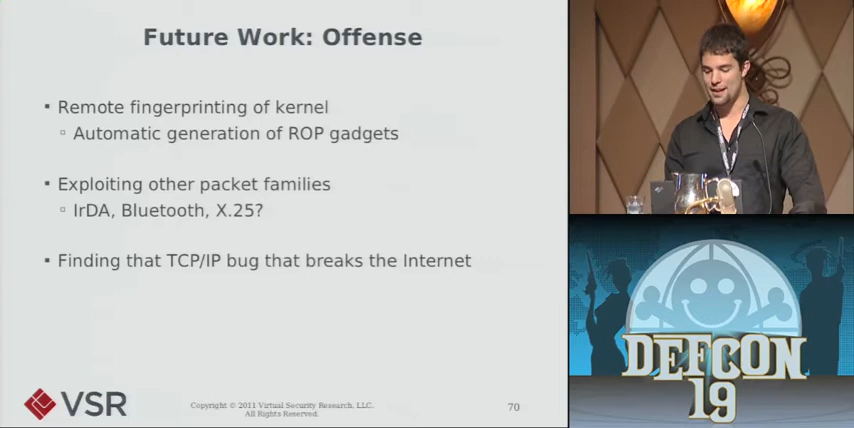 Future Work: Offense
▪ Remote fingerprinting of kernel
▫ Automatic generation of ROP gadgets
▪ Exploiting other packet families
▫ IrDA, Bluetooth, X.25?
▪ Finding that TCP/IP bug that breaks the Internet
VSR
Copyright © 2011 Virtual Security Research, LLC.
All Rights Reserved.
70
DEFCON
19